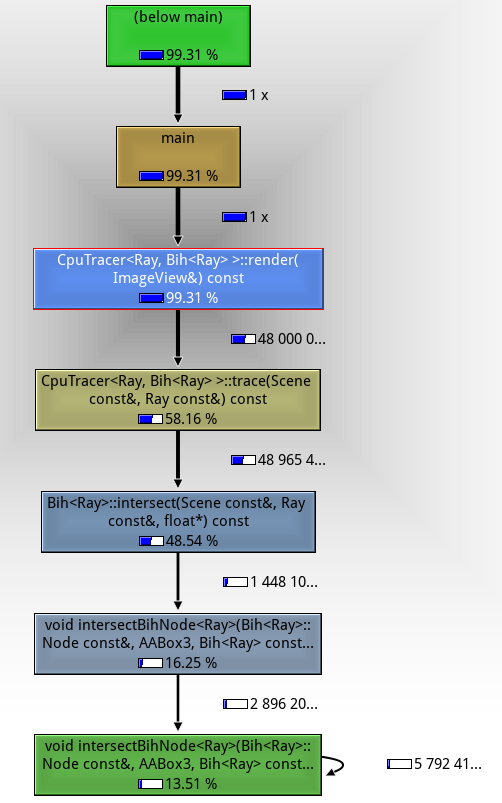 (below main)
99.31 %
1 x
main
99.31 %
1 x
CpuTracer<Ray, Bih<Ray> >::render(
ImageView&) const
99.31 %
48 000 0...
CpuTracer<Ray, Bih<Ray> >::trace(Scene
const&, Ray const&) const
58.16 %
48 965 4...
Bih<Ray>::intersect(Scene const&, Ray
const&, float*) const
48.54 %
1 448 10...
void intersectBihNode<Ray>(Bih<Ray>::
Node const&, AABox3, Bih<Ray> const...
16.25 %
2 896 20...
void intersectBihNode<Ray>(Bih<Ray>::
Node const&, AABox3, Bih<Ray> const...
13.51 %
5 792 41...